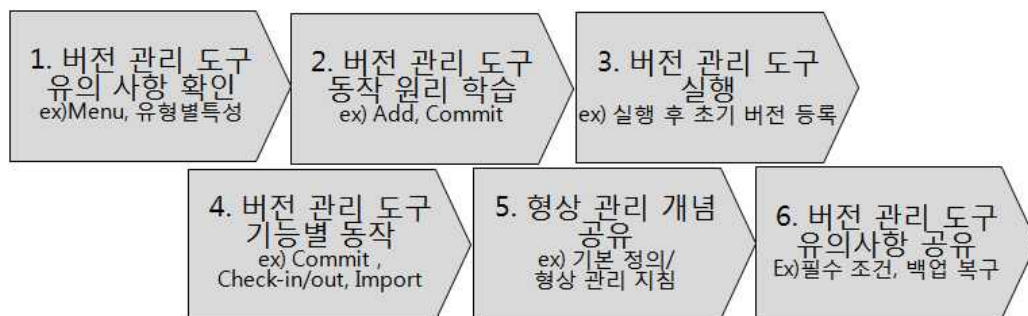 1. 버전 관리 도구
유의 사항 확인
ex)Menu, 유형별특성
2. 버전 관리 도구
동작 원리 학습
ex) Add, Commit
3. 버전 관리 도구
실행
ex) 실행 후 초기 버전 등록
4. 버전 관리 도구
기능별 동작
ex) Commit ,
Check-in/out, Import
5. 형상 관리 개념
공유
ex) 기본 정의/
형상 관리 지침
6. 버전 관리 도구
유의사항 공유
Ex)필수 조건, 백업 복구